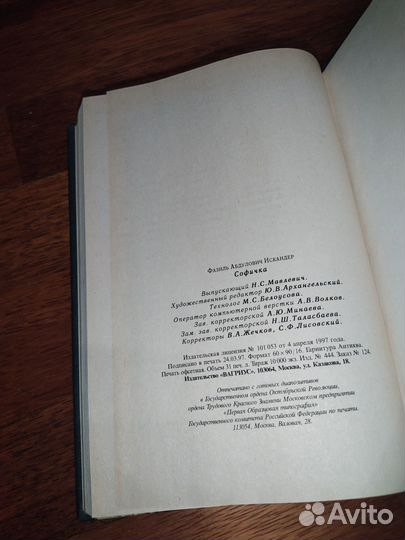 Фазиль Абдулович Искандер
Софичка
Выпускающий Н.С.Мавлевич.
Художественный редактор Ю.В.Архангельский.
Технолог М.С.Белоусова.
Оператор компьютерной верстки А.В.Волков.
Зав. корректорской А.Ю.Минаева.
Зам. зав. корректорской Н.Ш.Таласбаева.
Корректоры В.А.Жечков, С.Ф.Лисовский.
Издательская лицензия № 101053 от 4 апреля 1997 года.
Подписано в печать 24.03.97. Формат 60×90/16. Гарнитура Антиква.
Печать офсетная. Объем 31 печ. л. Тираж 10 000 экз. Изд. № 444. Заказ № 124.
Издательство «ВАГРИУС». 103064, Москва, ул. Казакова, 18.
Отпечатано с готовых диапозитивов
в Государственном ордена Октябрьской Революции,
ордена Трудового Красного Знамени Московском предприятии
«Первая Образцовая типография»
Государственного комитета Российской Федерации по печати.
113054, Москва, Валовая, 28.
Avito